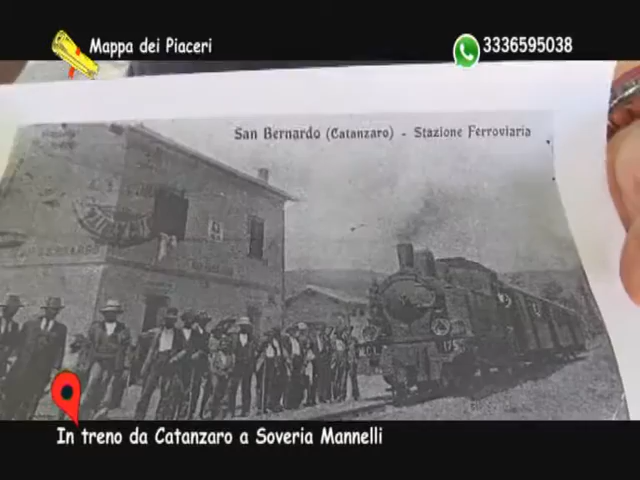 Mappa dei Piaceri
3336595038
San Bernardo (Catanzaro) - Stazione Ferroviaria
In treno da Catanzaro a Soveria Mannelli